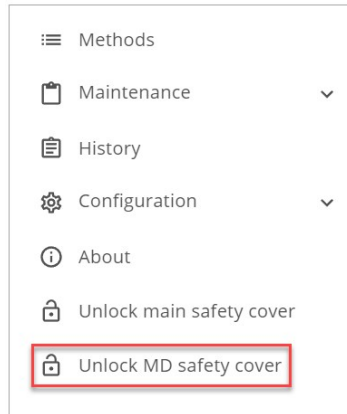 Methods
Maintenance
History
Configuration
About
Unlock main safety cover
Unlock MD safety cover